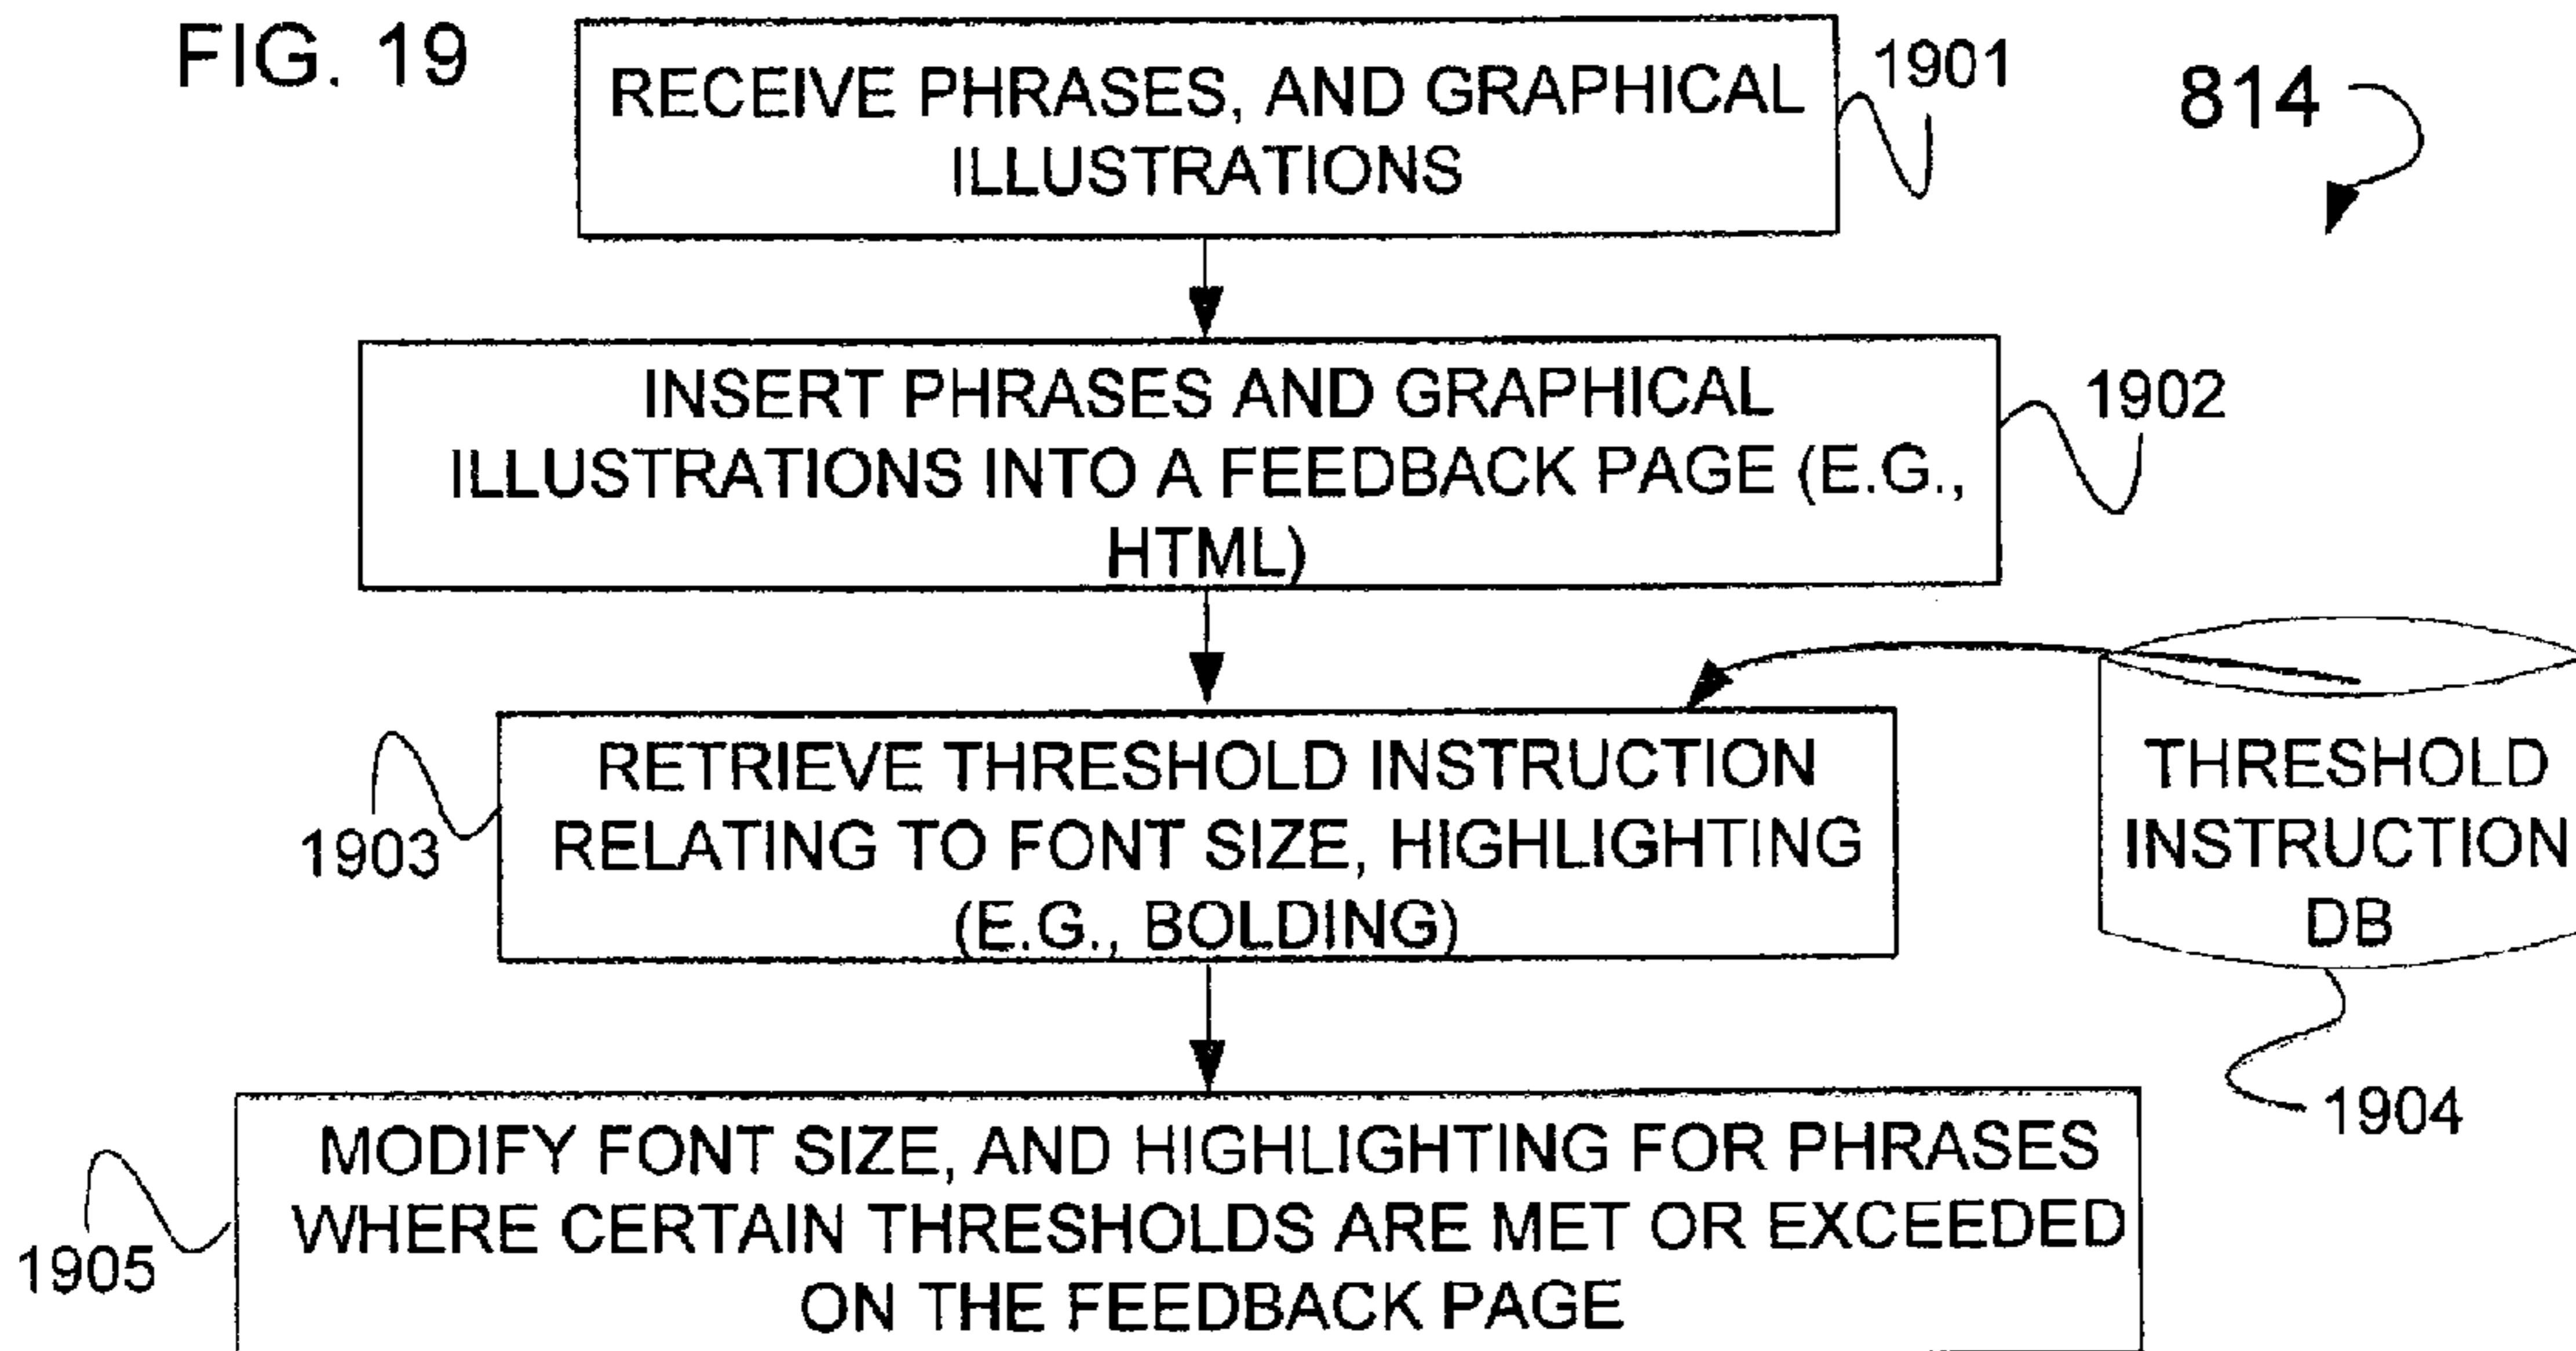 FIG. 19
RECEIVE PHRASES, AND GRAPHICAL
ILLUSTRATIONS
1901
814
INSERT PHRASES AND GRAPHICAL
ILLUSTRATIONS INTO A FEEDBACK PAGE (E.G.,
HTML)
1902
RETRIEVE THRESHOLD INSTRUCTION
RELATING TO FONT SIZE, HIGHLIGHTING
(E.G., BOLDING)
1903
THRESHOLD
INSTRUCTION
DB
1904
MODIFY FONT SIZE, AND HIGHLIGHTING FOR PHRASES
WHERE CERTAIN THRESHOLDS ARE MET OR EXCEEDED
ON THE FEEDBACK PAGE
1905